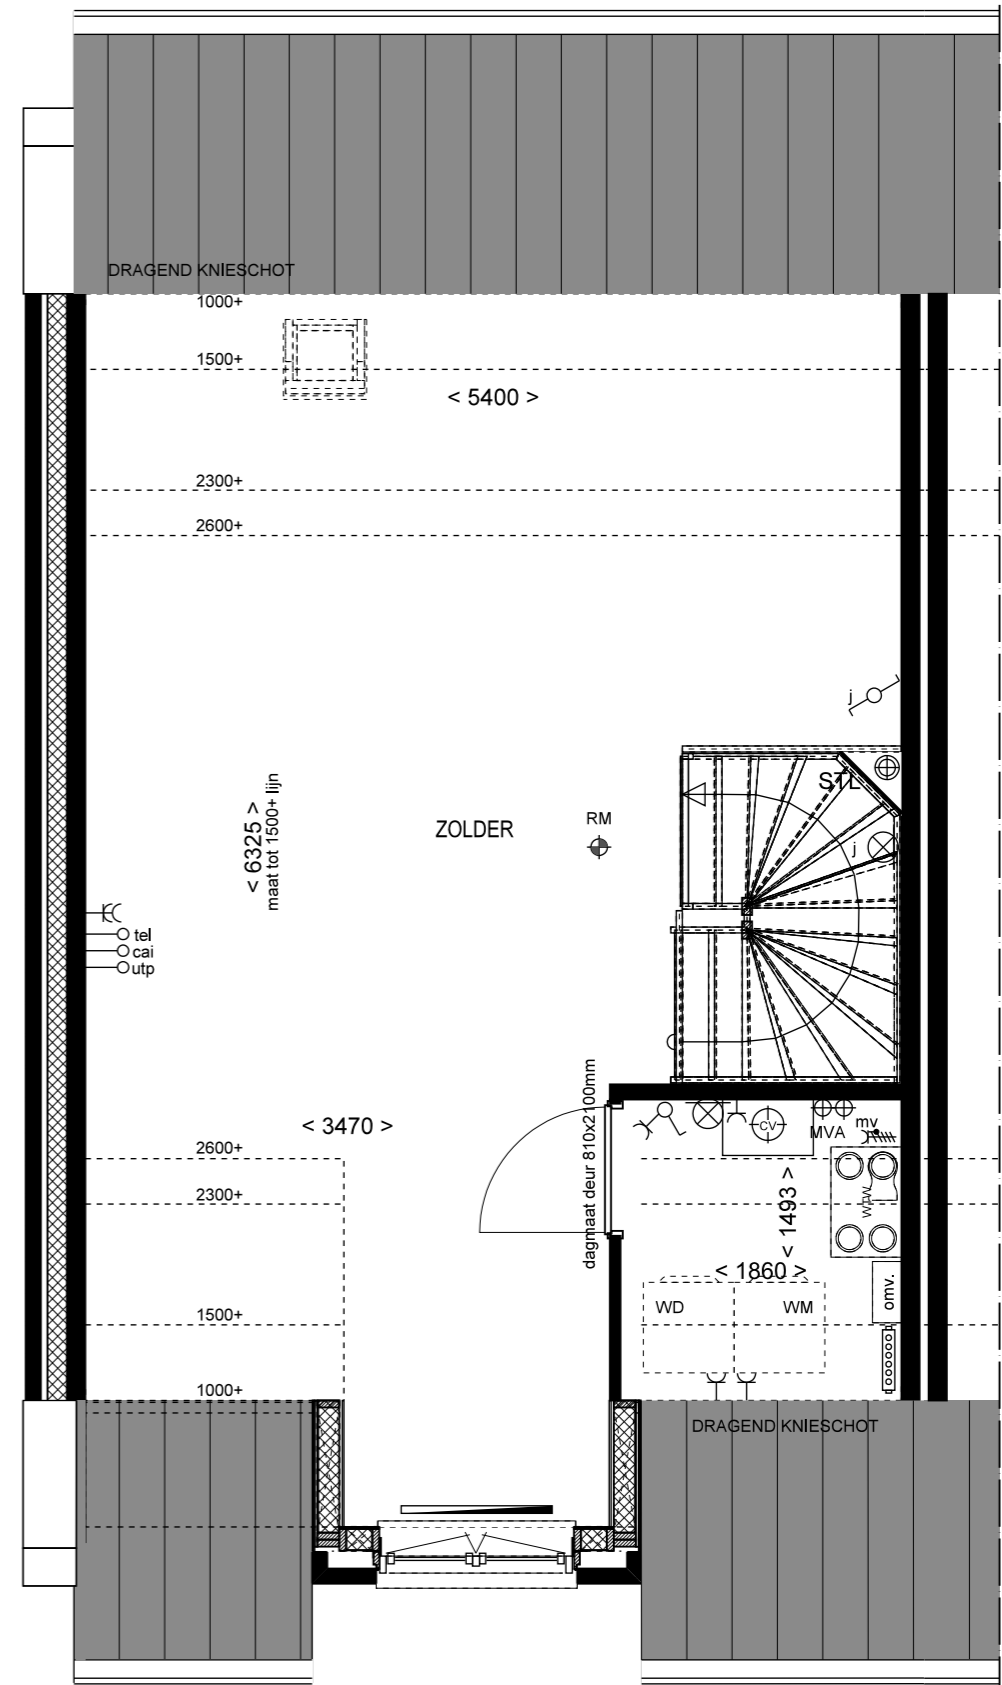 DRAGEND KNIESCHOT
1000+
1500+
< 5400 >
2300+
2600+
j
STL
< 6325 >
maat tot 1500+ lijn
ZOLDER
RM
j
tel
cai
utp
dagmaat deur 810x2100mm
< 3470 >
CV
MVA
mv
2600+
2300+
WTW
< 1493 >
< 1860 >
omv.
WD
WM
1500+
1000+
DRAGEND KNIESCHOT